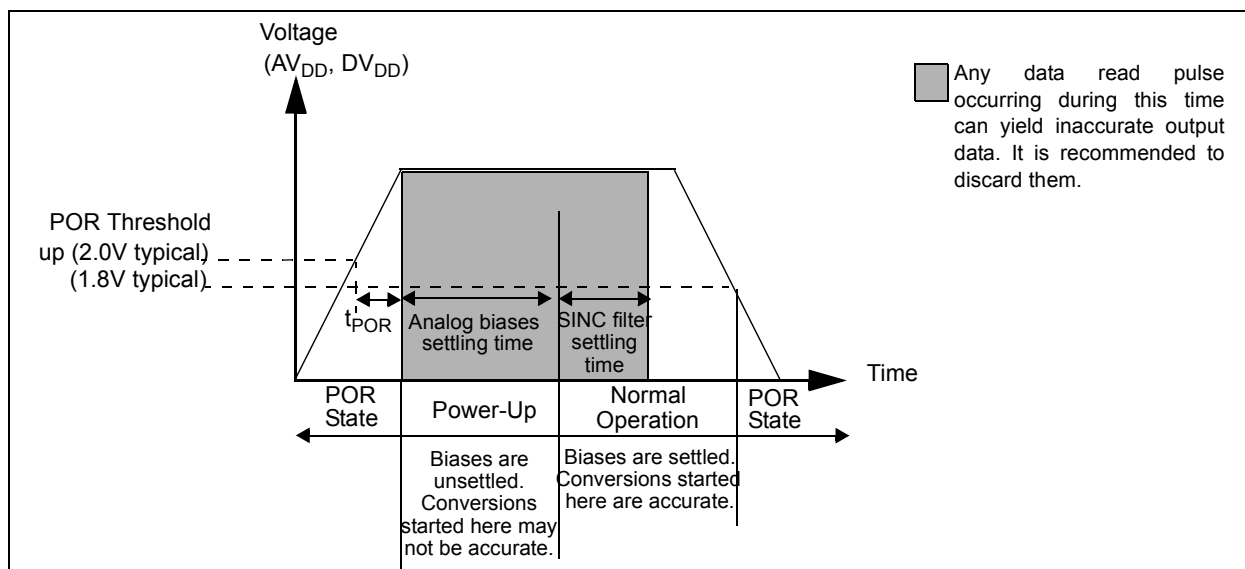 Voltage
(AVDD, DVDD)
Any data read pulse
occurring during this time
can yield inaccurate output
data. It is recommended to
discard them.
POR Threshold
up (2.0V typical)
(1.8V typical)
tPOR
Analog biases
settling time
SINC filter
settling
time
Time
POR
State
Power-Up
Normal
Operation
POR
State
Biases are
unsettled.
Conversions
started here may
not be accurate.
Biases are settled.
Conversions started
here are accurate.